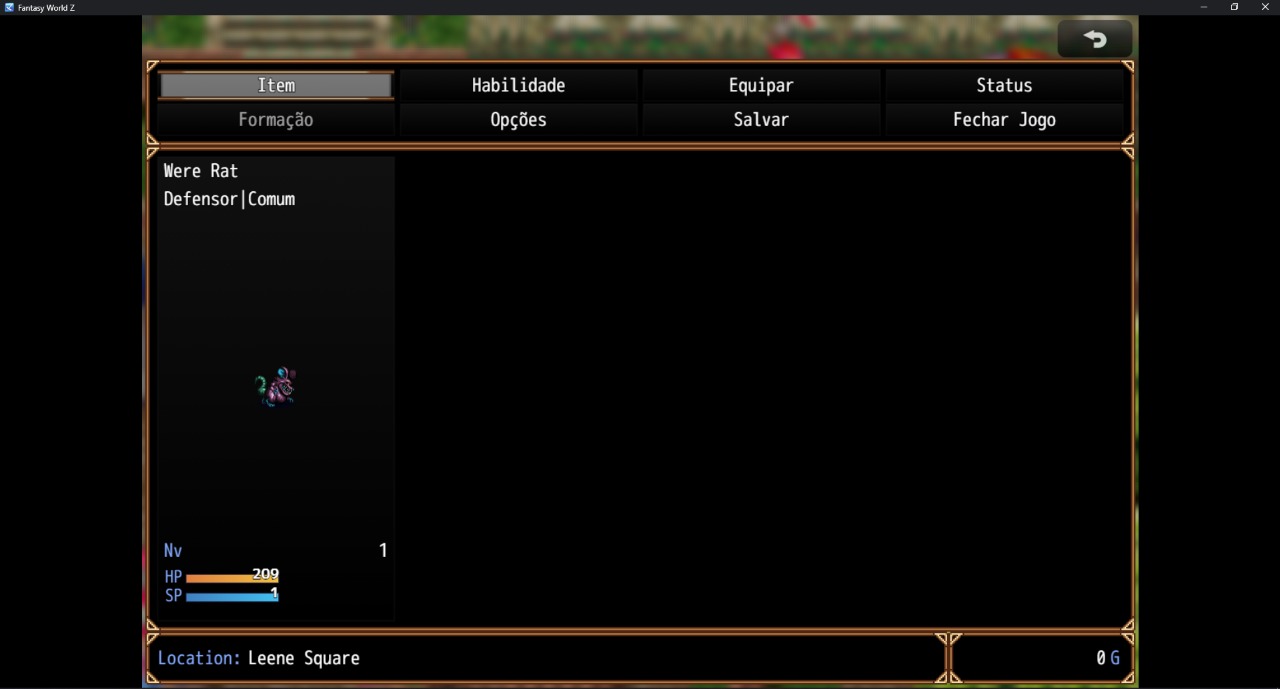 Fantasy World Z
Item Habilidade Equipar Status
Formação Opções Salvar Fechar Jogo
Were Rat
Defensor|Comum
Nv 1
HP 209
SP 1
Location: Leene Square 0 G